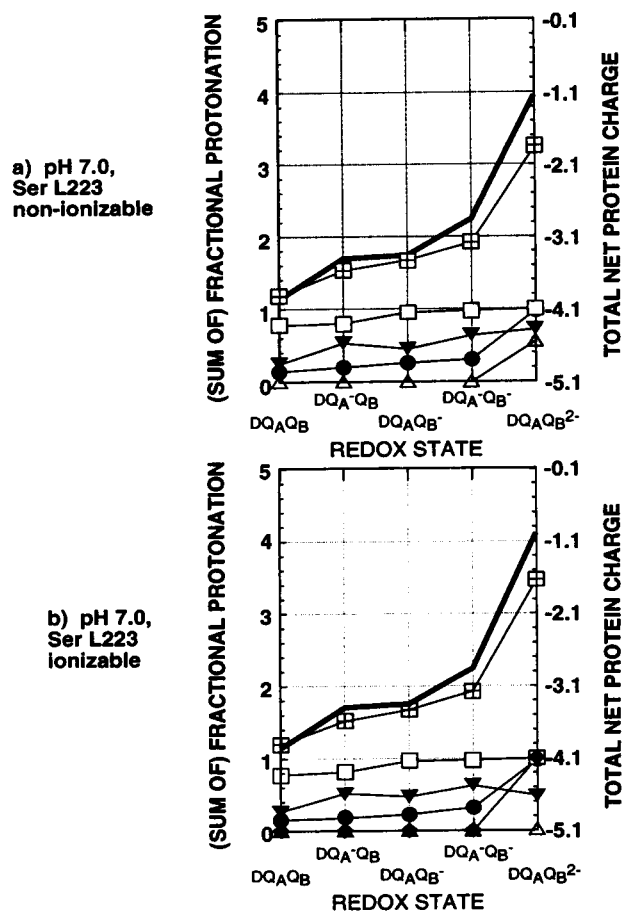 a) pH 7.0,
Ser L223
non-ionizable
(SUM OF) FRACTIONAL PROTONATION
5
4
3
2
1
0
-0.1
-1.1
-2.1
-3.1
-4.1
-5.1
TOTAL NET PROTEIN CHARGE
DQAQB
DQA-QB
DQAQB-
DQA-QB-
DQAQB2-
REDOX STATE
b) pH 7.0,
Ser L223
ionizable
(SUM OF) FRACTIONAL PROTONATION
5
4
3
2
1
0
-0.1
-1.1
-2.1
-3.1
-4.1
-5.1
TOTAL NET PROTEIN CHARGE
DQAQB
DQA-QB
DQAQB-
DQA-QB-
DQAQB2-
REDOX STATE